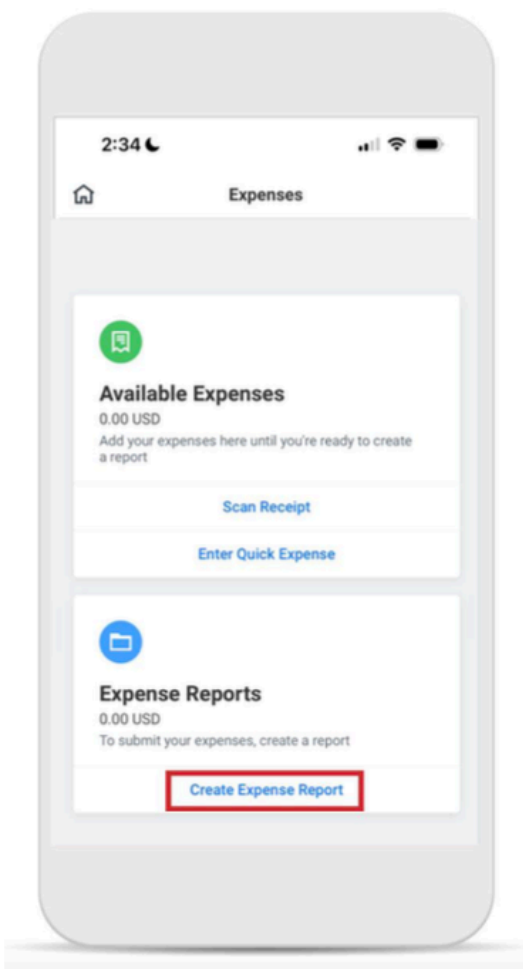 2:34
Expenses
Available Expenses
0.00 USD
Add your expenses here until you're ready to create
a report
Scan Receipt
Enter Quick Expense
Expense Reports
0.00 USD
To submit your expenses, create a report
Create Expense Report